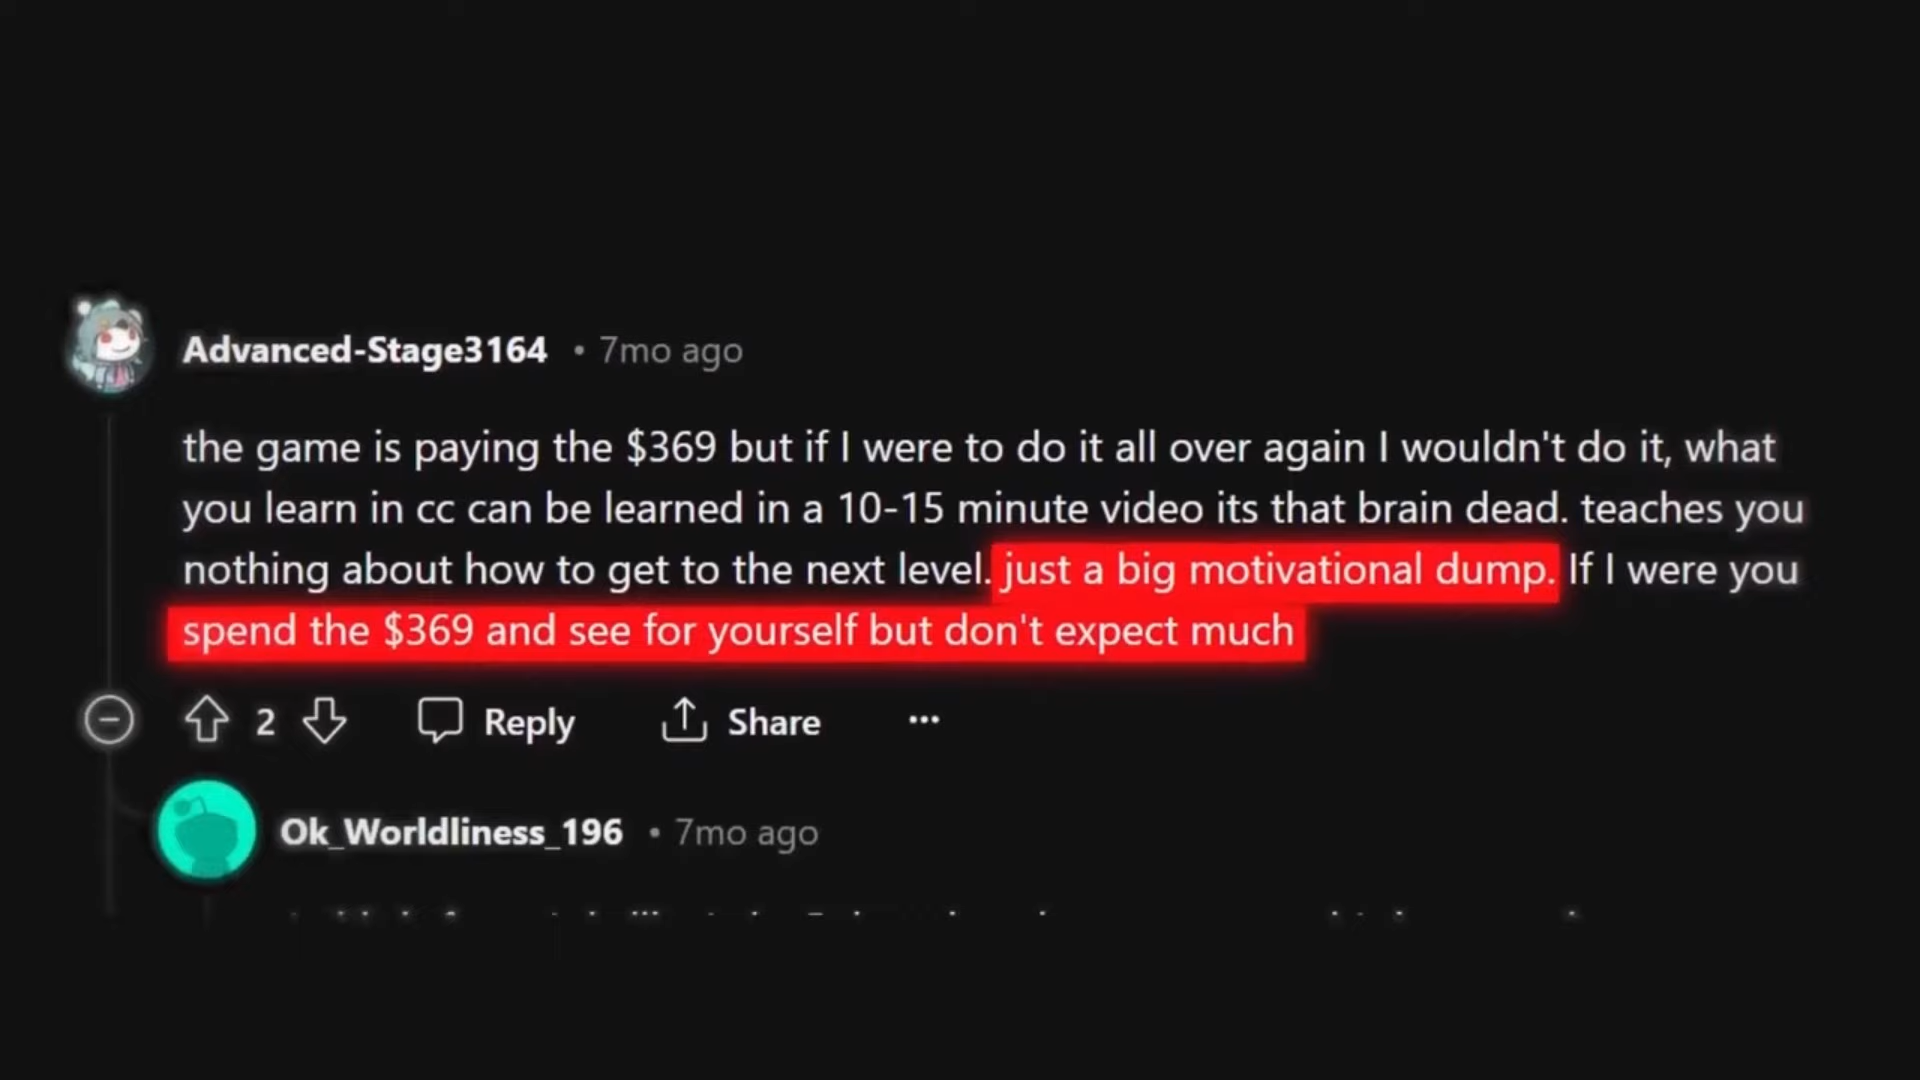 Advanced-Stage3164 • 7mo ago
the game is paying the $369 but if I were to do it all over again I wouldn't do it, what
you learn in cc can be learned in a 10-15 minute video its that brain dead. teaches you
nothing about how to get to the next level. just a big motivational dump. If I were you
spend the $369 and see for yourself but don't expect much
2 Reply Share ...
Ok_Worldliness_196 • 7mo ago